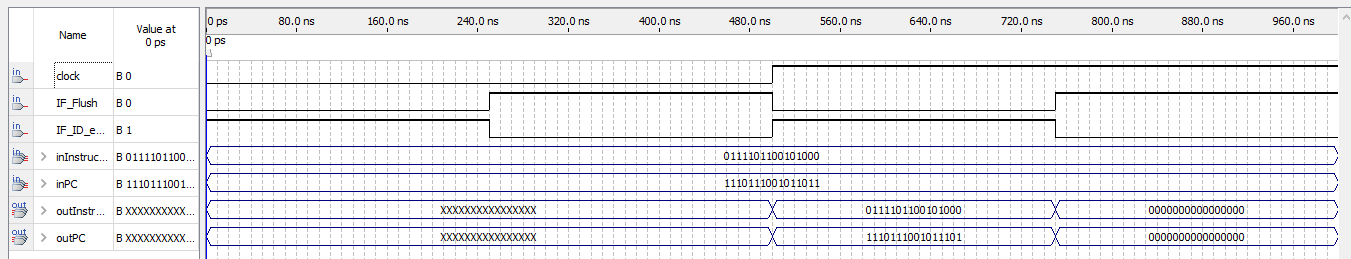 Name Value at 0 ps 0 ps 80.0 ns 160.0 ns 240.0 ns 320.0 ns 400.0 ns 480.0 ns 560.0 ns 640.0 ns 720.0 ns 800.0 ns 880.0 ns 960.0 ns
0 ps
in clock B 0
in IF_Flush B 0
in IF_ID_e... B 1
in > inInstruc... B 0111101100... 0111101100101000
in > inPC B 1110111001... 1110111001011011
out > outInstr... B XXXXXXXXXX... XXXXXXXXXXXXXXXX 0111101100101000 0000000000000000
out > outPC B XXXXXXXXXX... XXXXXXXXXXXXXXXX 1110111001011101 0000000000000000